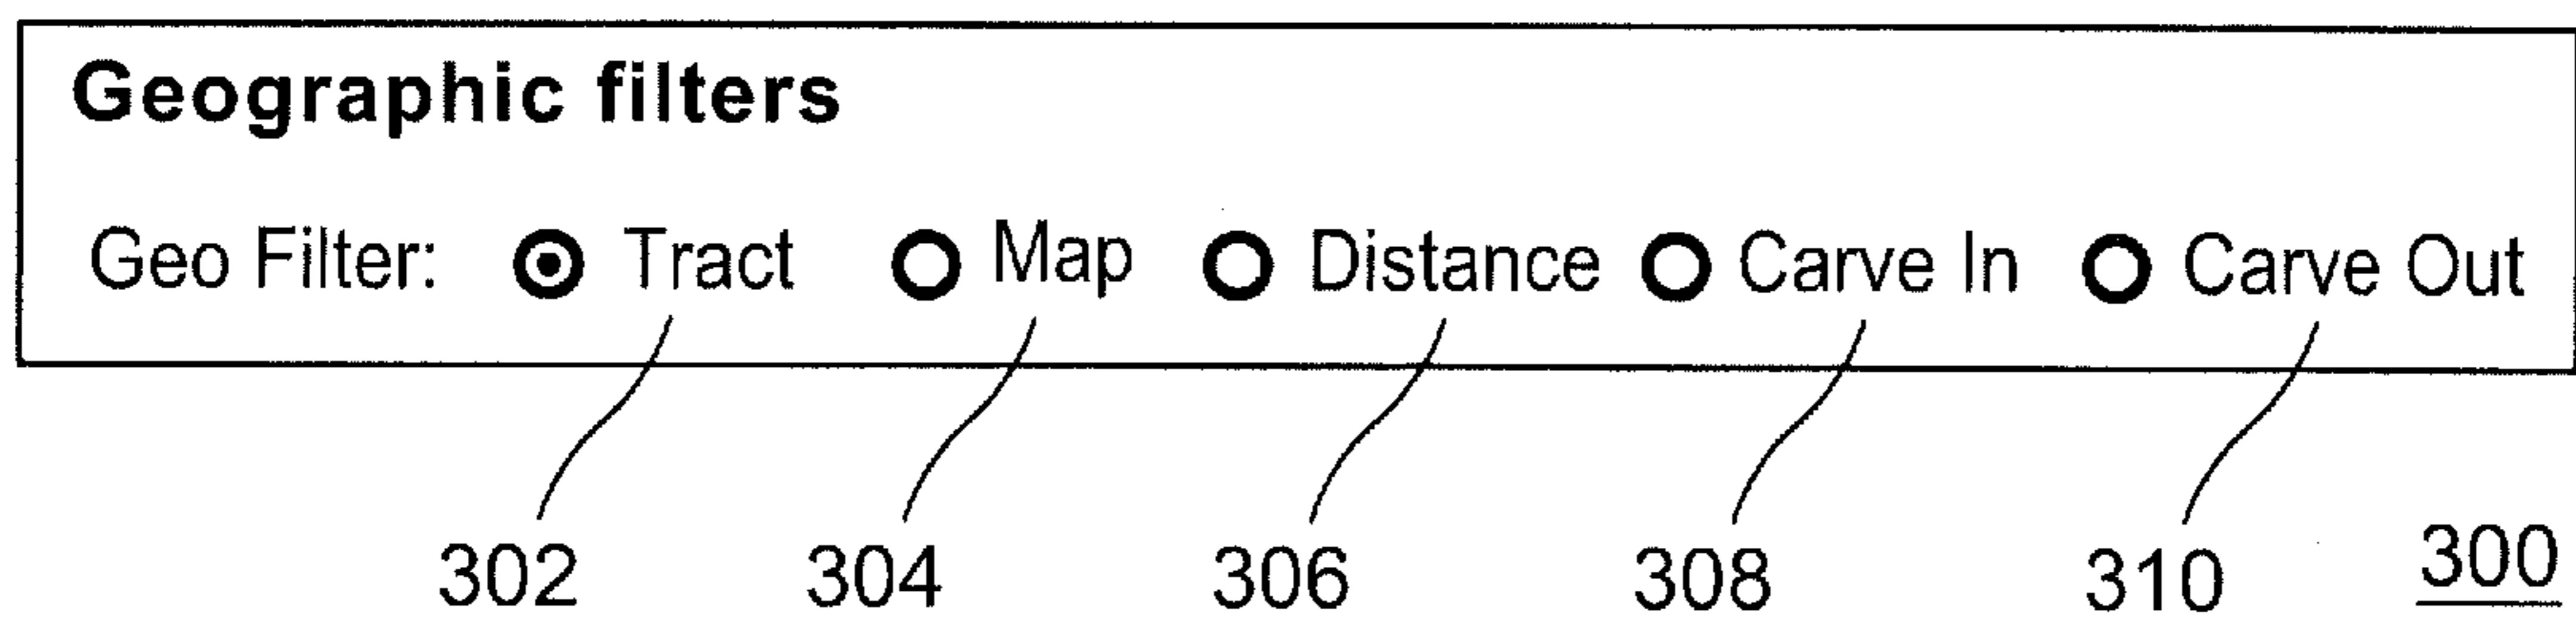 Geographic filters
Geo Filter: Tract Map Distance Carve In Carve Out
302 304 306 308 310 300